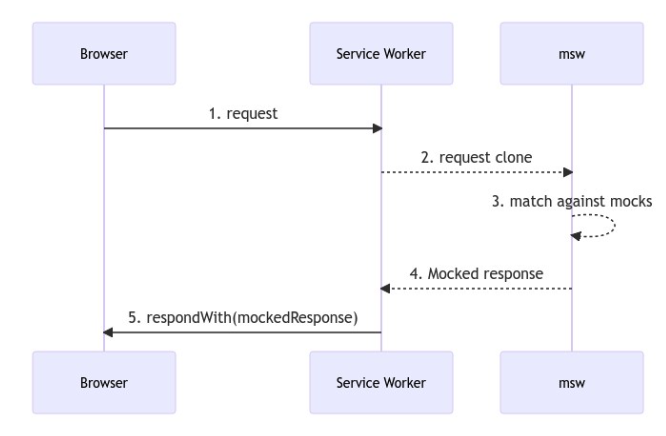 Browser
Service Worker
msw
1. request
2. request clone
3. match against mocks
4. Mocked response
5. respondWith(mockedResponse)
Browser
Service Worker
msw